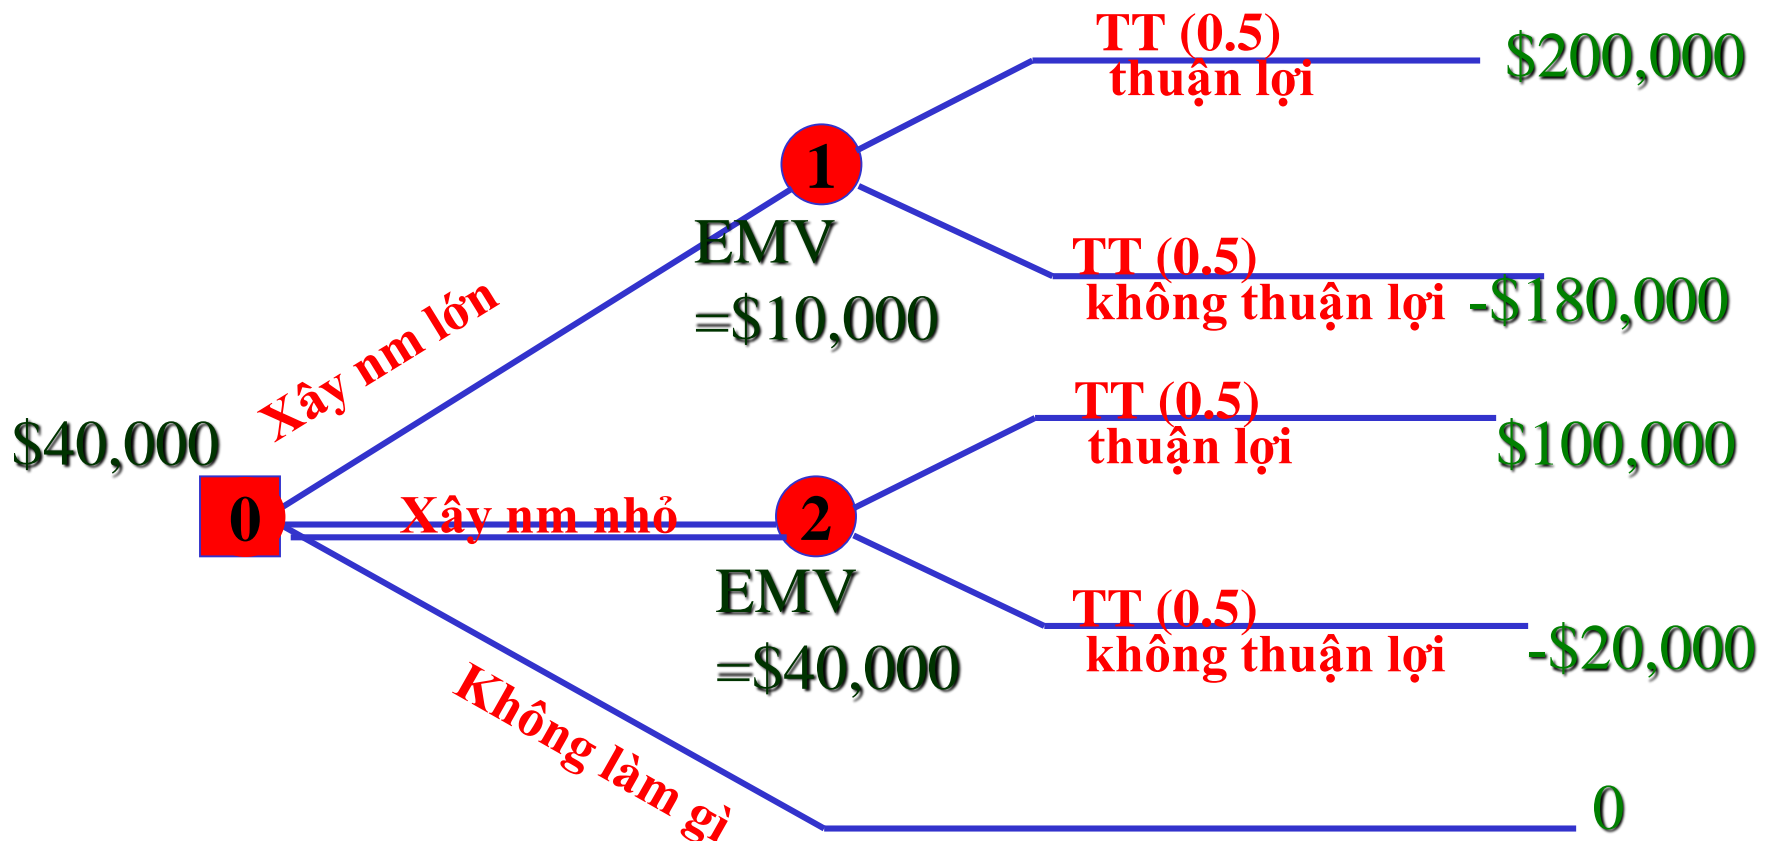 TT (0.5)
thuận lợi
$200,000
1
EMV
=$10,000
TT (0.5)
không thuận lợi
-$180,000
Xây nm lớn
$40,000
0
Xây nm nhỏ
2
EMV
=$40,000
TT (0.5)
thuận lợi
$100,000
TT (0.5)
không thuận lợi
-$20,000
Không làm gì
0